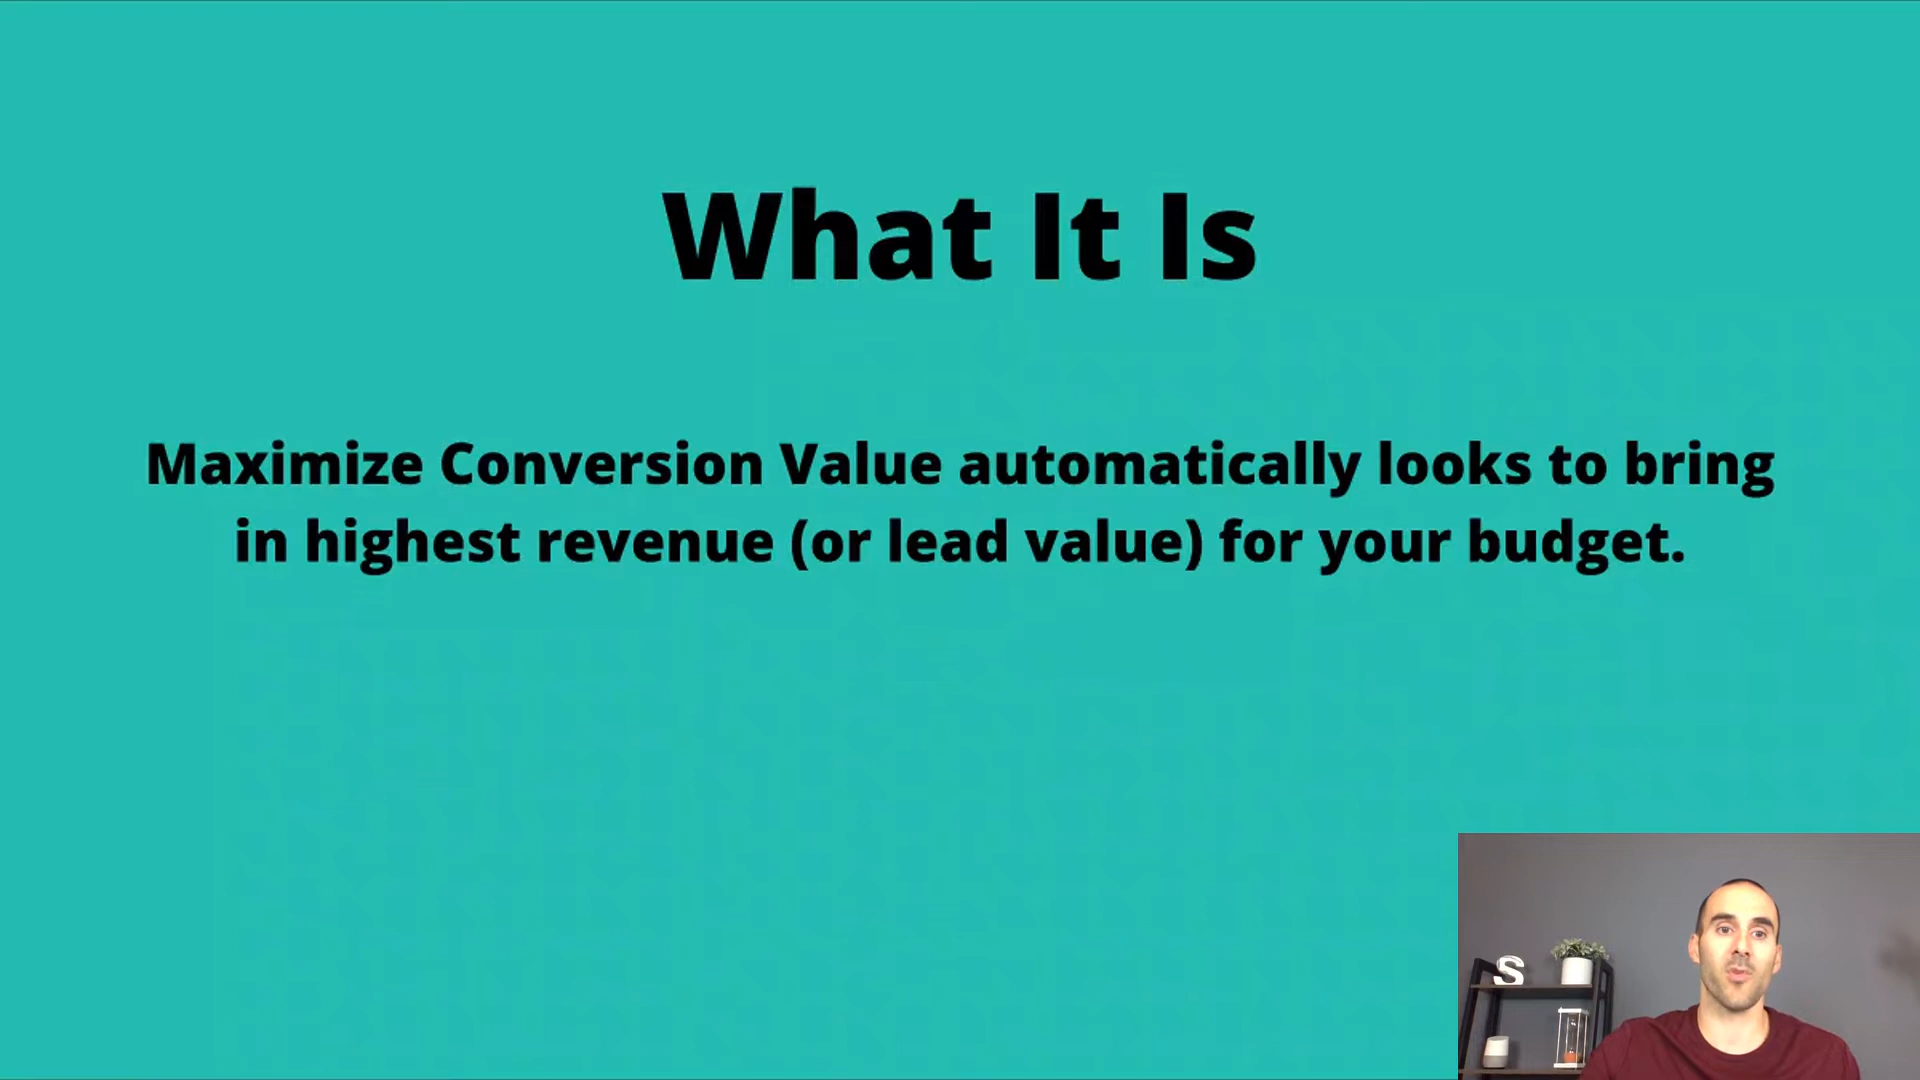 What It Is
Maximize Conversion Value automatically looks to bring
in highest revenue (or lead value) for your budget.
S